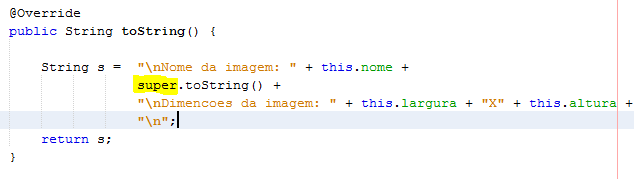 @Override
public String toString() {
String s = "\nNome da imagem: " + this.nome +
super.toString() +
"\nDimencoes da imagem: " + this.largura + "X" + this.altura +
"\n";
return s;
}